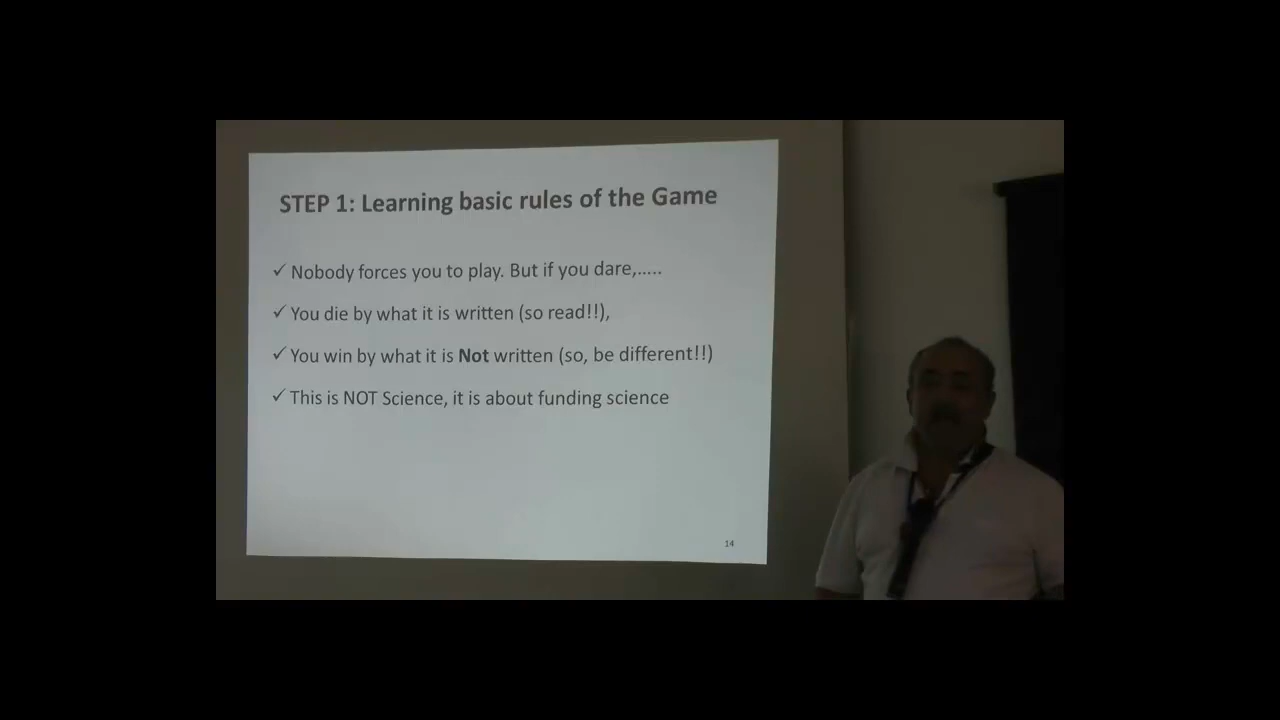 STEP 1: Learning basic rules of the Game
✓ Nobody forces you to play. But if you dare,.....
✓ You die by what it is written (so read!!),
✓ You win by what it is Not written (so, be different!!)
✓ This is NOT Science, it is about funding science
14